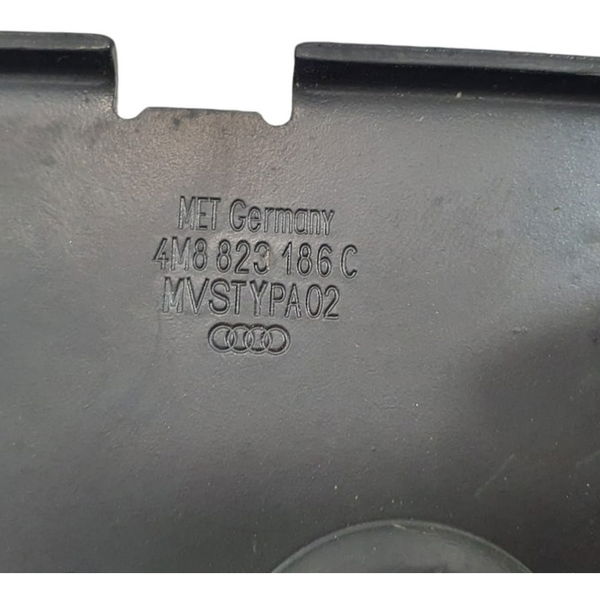 MET Germany
4M8 823 186 C
MVSTYPA02